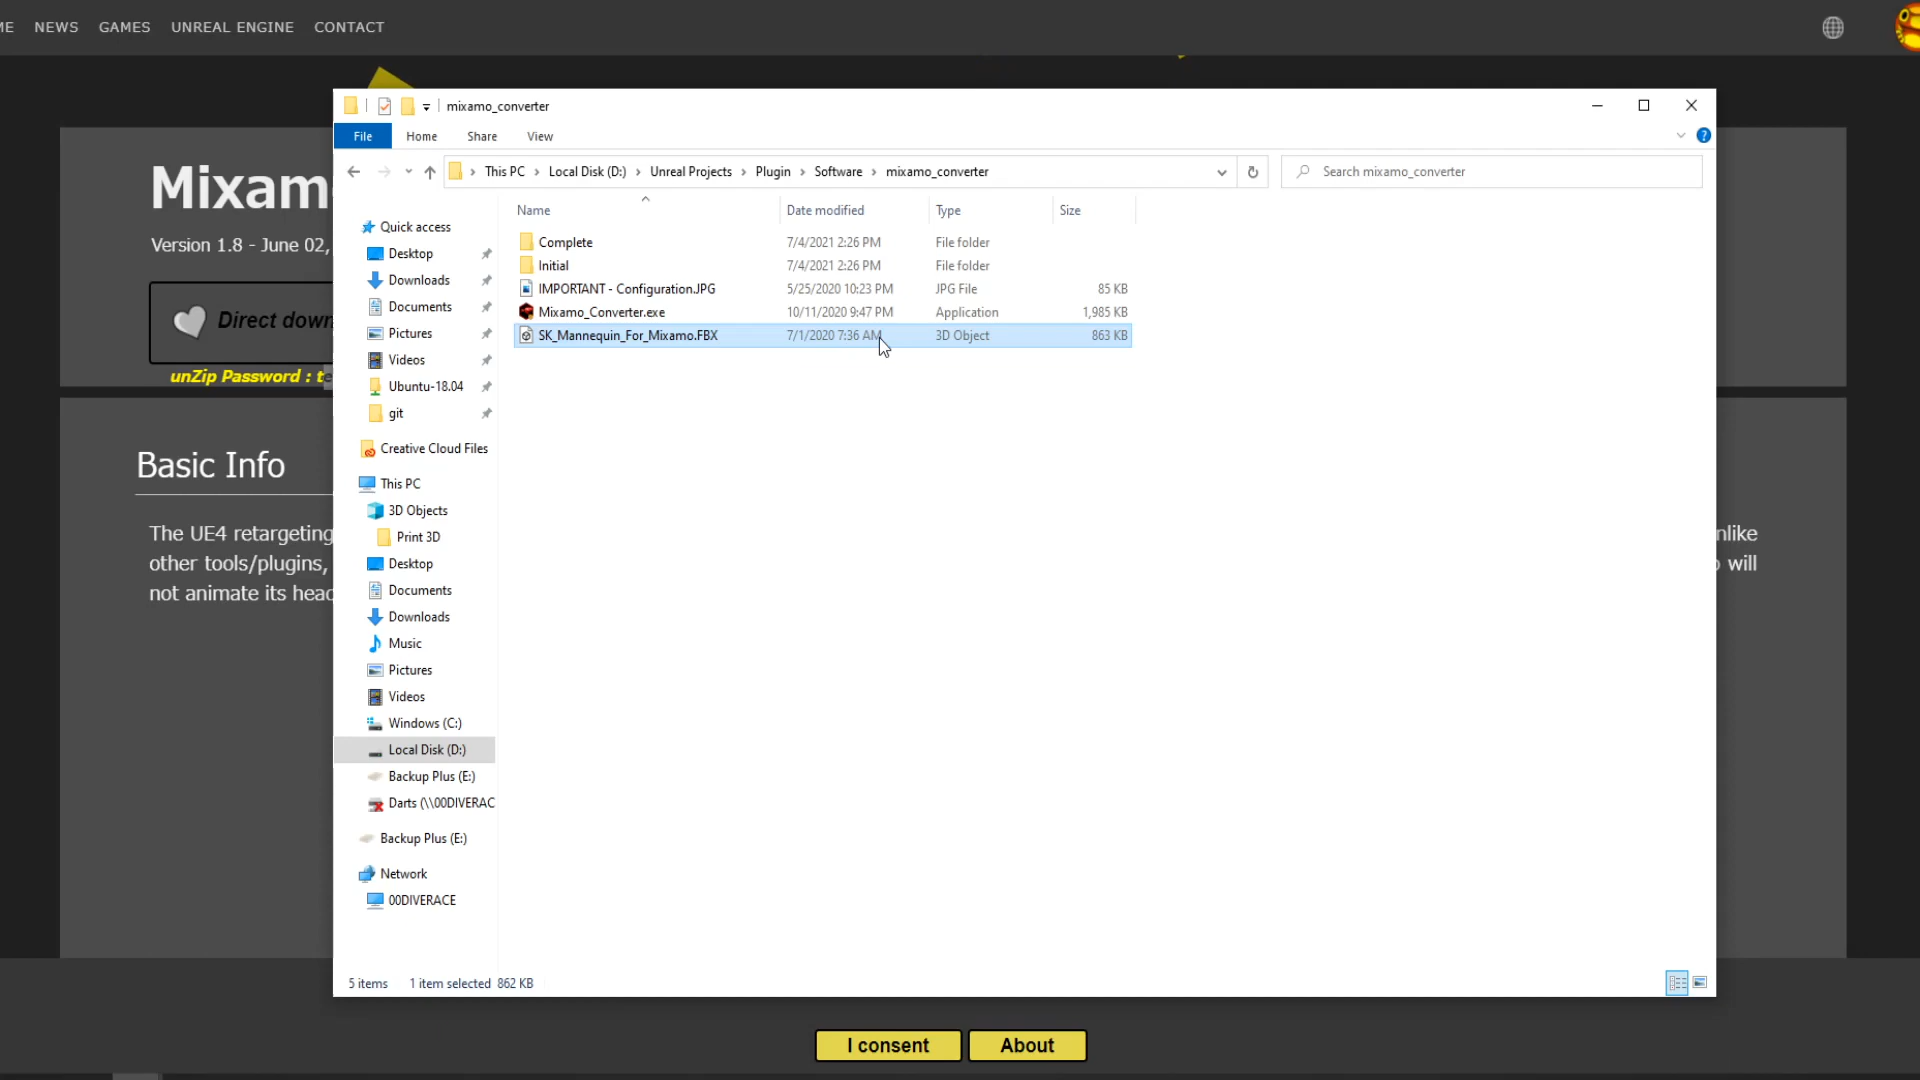 ME NEWS GAMES UNREAL ENGINE CONTACT
mixamo_converter
File Home Share View
This PC Local Disk (D:) Unreal Projects Plugin Software mixamo_converter
Search mixamo_converter
Name Date modified Type Size
Complete 7/4/2021 2:26 PM File folder
Initial 7/4/2021 2:26 PM File folder
IMPORTANT - Configuration.JPG 5/25/2020 10:23 PM JPG File 85 KB
Mixamo_Converter.exe 10/11/2020 9:47 PM Application 1,985 KB
SK_Mannequin_For_Mixamo.FBX 7/1/2020 7:36 AM 3D Object 863 KB
Quick access
Desktop
Downloads
Documents
Pictures
Videos
Ubuntu-18.04
git
Creative Cloud Files
This PC
3D Objects
Print 3D
Desktop
Documents
Downloads
Music
Pictures
Videos
Windows (C:)
Local Disk (D:)
Backup Plus (E:)
Darts (\\00DIVERAC
Backup Plus (E:)
Network
00DIVERACE
5 items 1 item selected 862 KB
Mixam
Version 1.8 - June 02,
Direct down
unZip Password : te
Basic Info
The UE4 retargeting
other tools/plugins,
not animate its head
nlike
will
I consent About